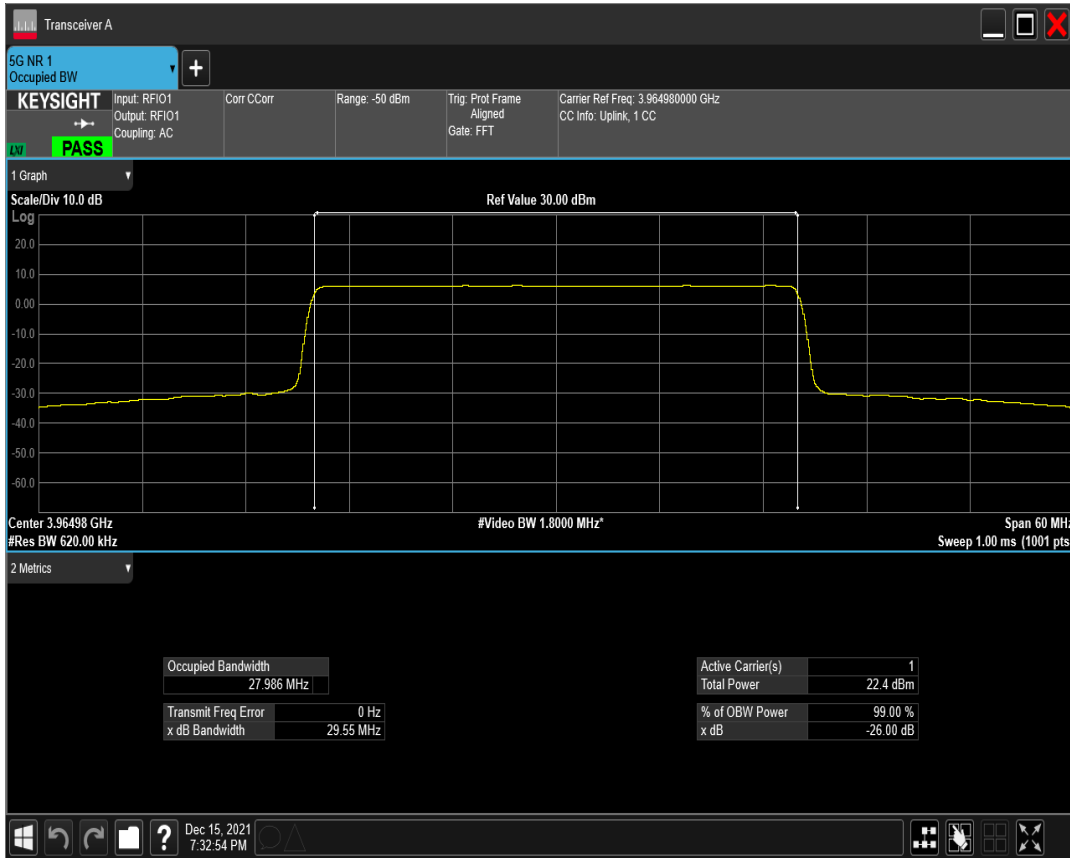 Transceiver A
5G NR 1
Occupied BW
KEYSIGHT
LXI
PASS
Input: RFIO1
Output: RFIO1
Coupling: AC
Corr CCorr
Range: -50 dBm
Trig: Prot Frame
Aligned
Gate: FFT
Carrier Ref Freq: 3.964980000 GHz
CC Info: Uplink, 1 CC
1 Graph
Scale/Div 10.0 dB
Ref Value 30.00 dBm
Log
20.0
10.0
0.00
-10.0
-20.0
-30.0
-40.0
-50.0
-60.0
Center 3.96498 GHz
#Video BW 1.8000 MHz*
Span 60 MHz
#Res BW 620.00 kHz
Sweep 1.00 ms (1001 pts
2 Metrics
Occupied Bandwidth
27.986 MHz
Transmit Freq Error 0 Hz
x dB Bandwidth 29.55 MHz
Active Carrier(s) 1
Total Power 22.4 dBm
% of OBW Power 99.00 %
x dB -26.00 dB
?
Dec 15, 2021
7:32:54 PM